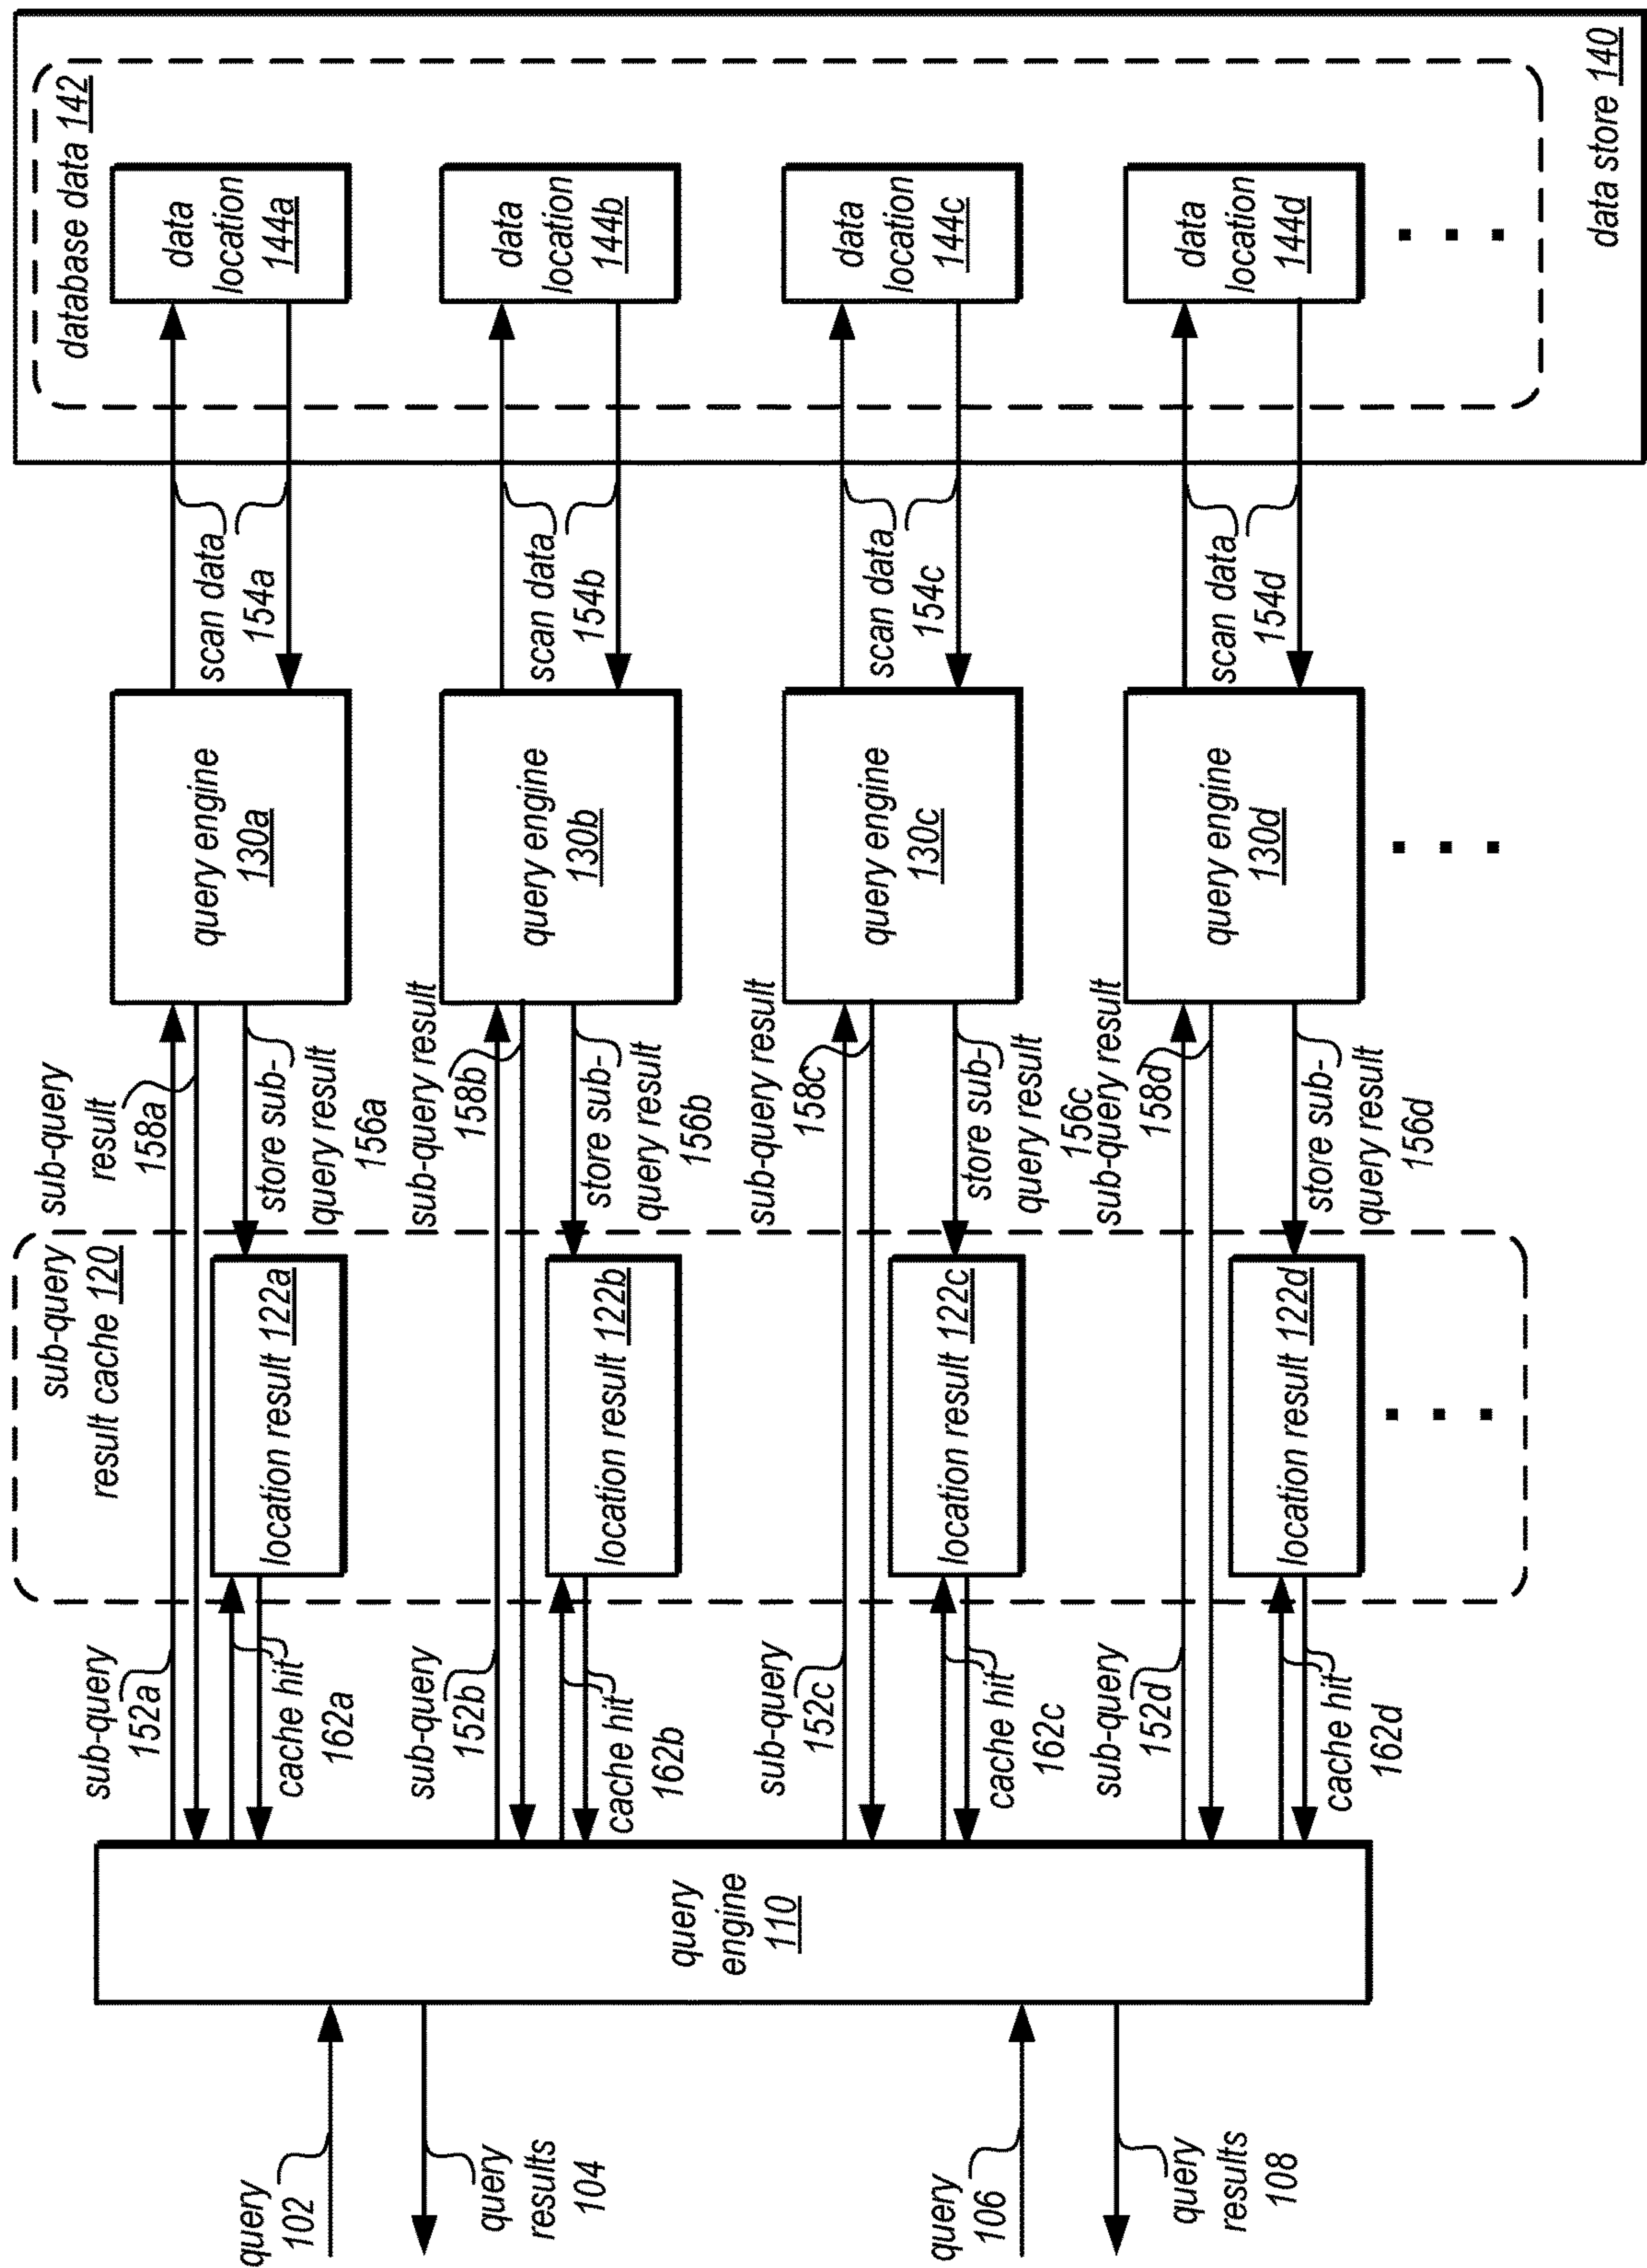 query
102
query
results
104
query
106
query
results
108
query
engine
110
sub-query
152a
cache hit
162a
sub-query
152b
cache hit
162b
sub-query
152c
cache hit
162c
sub-query
152d
cache hit
162d
sub-query
result cache 120
location result 122a
location result 122b
location result 122c
location result 122d
sub-query
result
158a
store sub-
query result
156a
sub-query result
158b
store sub-
query result
156b
sub-query result
158c
store sub-
query result
156c
sub-query result
158d
store sub-
query result
156d
query engine
130a
query engine
130b
query engine
130c
query engine
130d
scan data
154a
scan data
154b
scan data
154c
scan data
154d
database data 142
data
location
144a
data
location
144b
data
location
144c
data
location
144d
data store 140